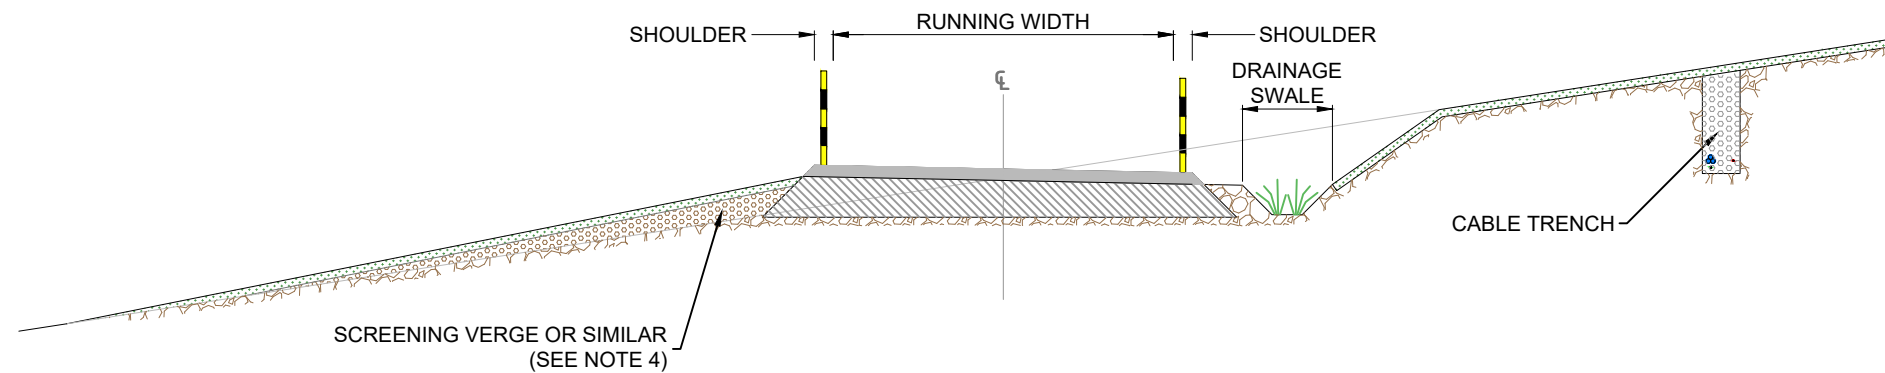 RUNNING WIDTH
SHOULDER
SHOULDER
DRAINAGE
SWALE
℄
CABLE TRENCH
SCREENING VERGE OR SIMILAR
(SEE NOTE 4)